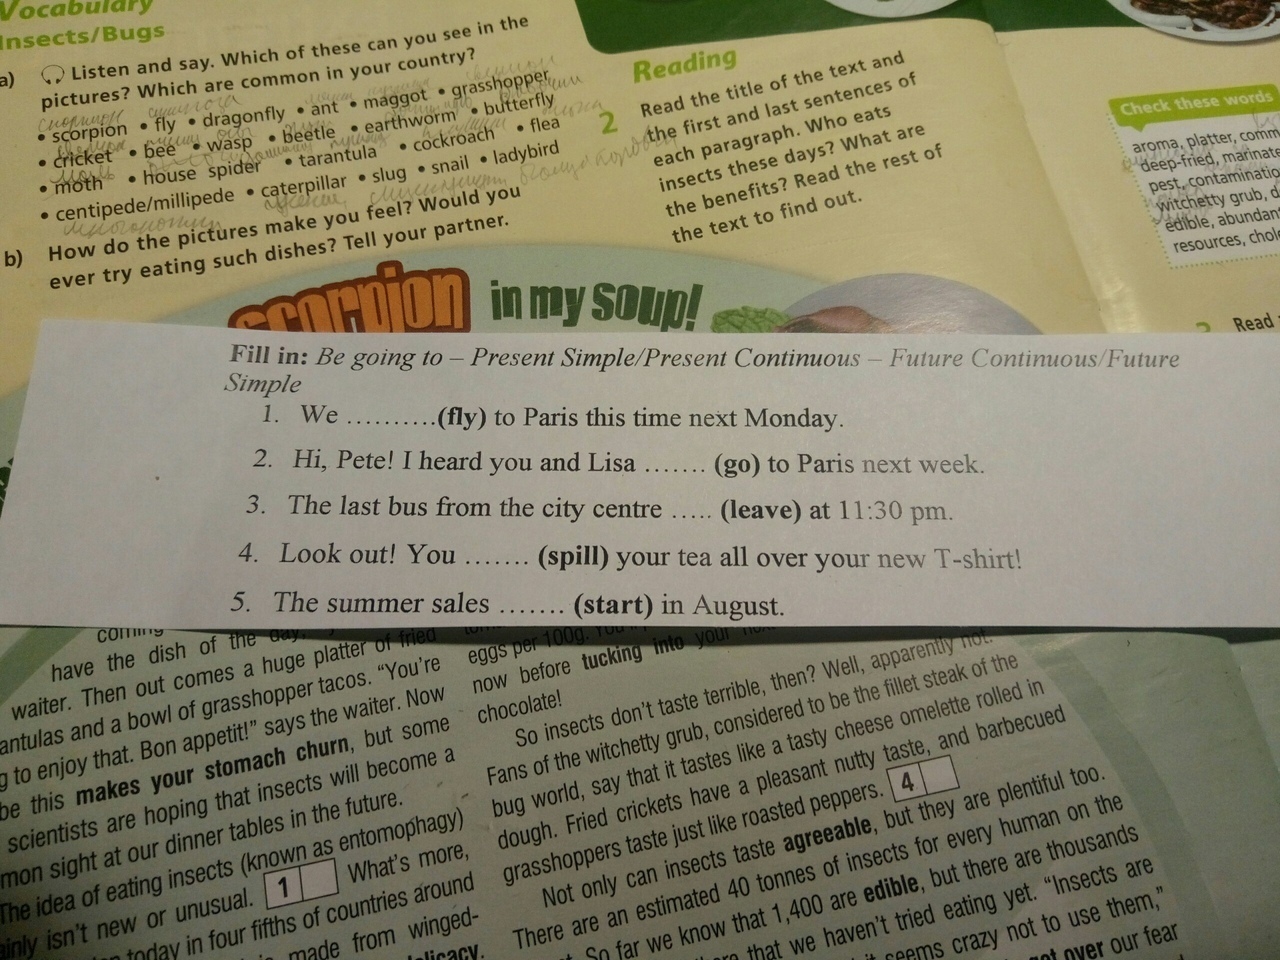 Vocabulary
Insects/Bugs
a) Listen and say. Which of these can you see in the
pictures? Which are common in your country?
• scorpion • fly • dragonfly • ant • maggot • grasshopper
• cricket • bee • wasp • beetle • earthworm • butterfly
• moth • house spider • tarantula • cockroach • flea
• centipede/millipede • caterpillar • slug • snail • ladybird
b) How do the pictures make you feel? Would you
ever try eating such dishes? Tell your partner.
Reading
2 Read the title of the text and
the first and last sentences of
each paragraph. Who eats
insects these days? What are
the benefits? Read the rest of
the text to find out.
Check these words
aroma, platter, comm
deep-fried, marinate
pest, contaminatio
witchetty grub, d
edible, abundan
resources, chol
Read
scorpion in my soup!
Fill in: Be going to – Present Simple/Present Continuous – Future Continuous/Future
Simple
1. We ..........(fly) to Paris this time next Monday.
2. Hi, Pete! I heard you and Lisa ....... (go) to Paris next week.
3. The last bus from the city centre ..... (leave) at 11:30 pm.
4. Look out! You ....... (spill) your tea all over your new T-shirt!
5. The summer sales ....... (start) in August.
coming
have the dish of the day,
waiter. Then out comes a huge platter of fried
antulas and a bowl of grasshopper tacos. “You’re
g to enjoy that. Bon appetit!” says the waiter. Now
be this makes your stomach churn, but some
scientists are hoping that insects will become a
mon sight at our dinner tables in the future.
The idea of eating insects (known as entomophagy)
ainly isn’t new or unusual. 1 What’s more,
today in four fifths of countries around
made from winged-
delicacy.
eggs per 100g.
now before tucking into your
chocolate!
So insects don’t taste terrible, then? Well, apparently not.
Fans of the witchetty grub, considered to be the fillet steak of the
bug world, say that it tastes like a tasty cheese omelette rolled in
dough. Fried crickets have a pleasant nutty taste, and barbecued
grasshoppers taste just like roasted peppers. 4
Not only can insects taste agreeable, but they are plentiful too.
There are an estimated 40 tonnes of insects for every human on the
So far we know that 1,400 are edible, but there are thousands
that we haven’t tried eating yet. “Insects are
it seems crazy not to use them,”
get over our fear